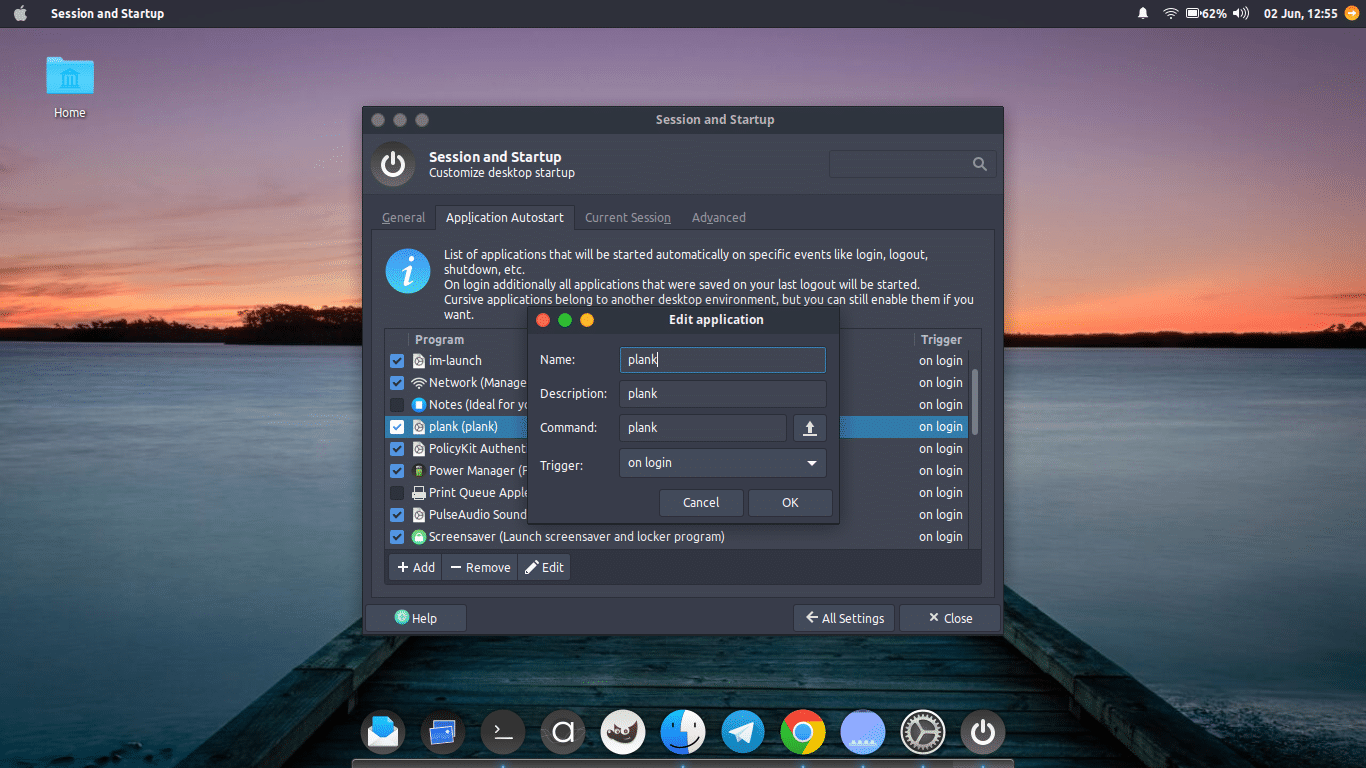 Session and Startup
62%
02 Jun, 12:55
Home
Session and Startup
Session and Startup
Customize desktop startup
General
Application Autostart
Current Session
Advanced
List of applications that will be started automatically on specific events like login, logout,
shutdown, etc.
On login additionally all applications that were saved on your last logout will be started.
Cursive applications belong to another desktop environment, but you can still enable them if you
want.
Program
Trigger
im-launch
on login
Network (Manage
on login
Notes (Ideal for yo
on login
plank (plank)
on login
PolicyKit Authent
on login
Power Manager (P
on login
Print Queue Apple
on login
PulseAudio Sound
on login
Screensaver (Launch screensaver and locker program)
on login
Edit application
Name:
plank
Description:
plank
Command:
plank
Trigger:
on login
Cancel
OK
Add
Remove
Edit
Help
All Settings
Close